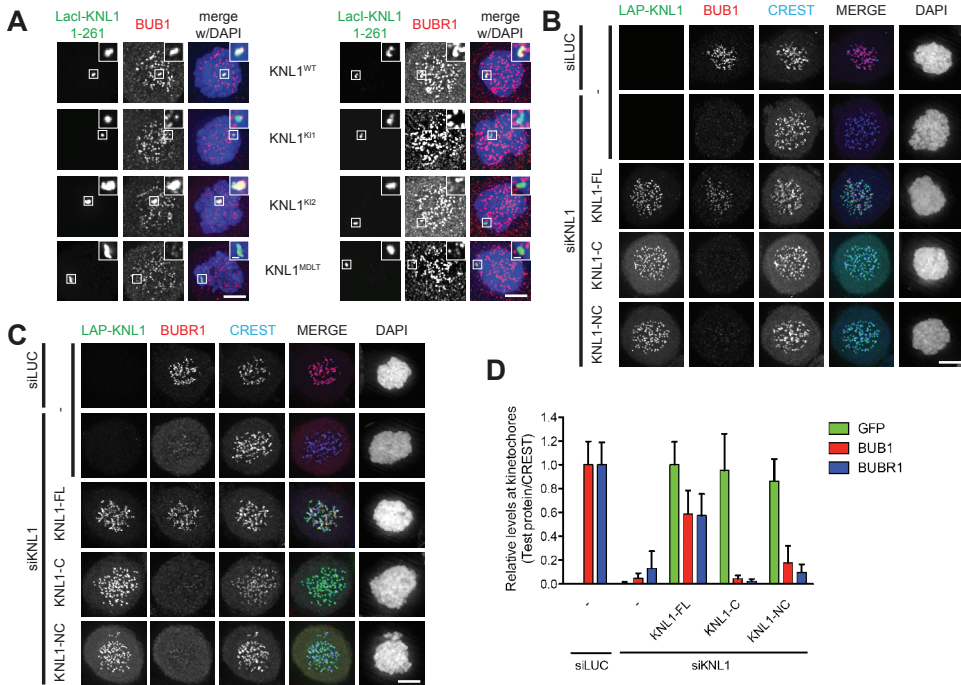 A
LacI-KNL1
1-261
BUB1
merge
w/DAPI
LacI-KNL1
1-261
BUBR1
merge
w/DAPI
KNL1WT
KNL1KI1
KNL1KI2
KNL1MDLT
B
LAP-KNL1 BUB1 CREST MERGE DAPI
siLUC
-
siKNL1
KNL1-FL
KNL1-C
KNL1-NC
C
LAP-KNL1 BUBR1 CREST MERGE DAPI
siLUC
-
siKNL1
KNL1-FL
KNL1-C
KNL1-NC
D
Relative levels at kinetochores
(Test protein/CREST)
1.4
1.2
1.0
0.8
0.6
0.4
0.2
0.0
GFP
BUB1
BUBR1
- - KNL1-FL KNL1-C KNL1-NC
siLUC siKNL1